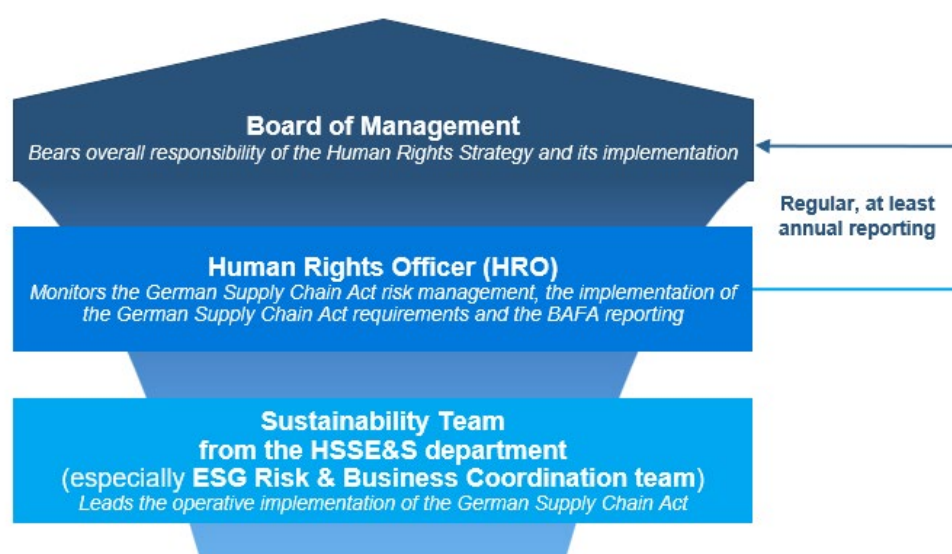 Board of Management
Bears overall responsibility of the Human Rights Strategy and its implementation
Regular, at least
annual reporting
Human Rights Officer (HRO)
Monitors the German Supply Chain Act risk management, the implementation of
the German Supply Chain Act requirements and the BAFA reporting
Sustainability Team
from the HSSE&S department
(especially ESG Risk & Business Coordination team)
Leads the operative implementation of the German Supply Chain Act